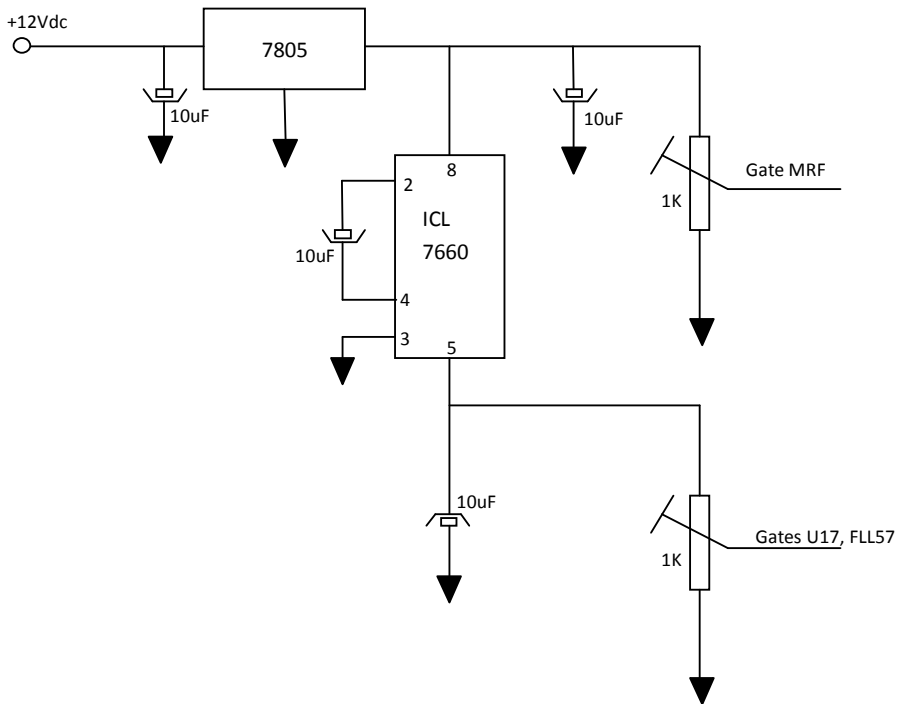 +12Vdc
7805
10uF
10uF
8
2
ICL
7660
10uF
4
3
5
Gate MRF
1K
10uF
Gates U17, FLL57
1K